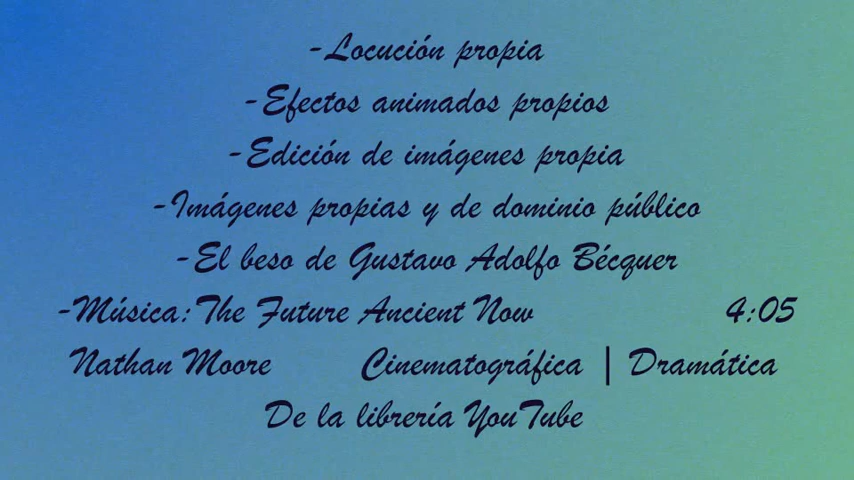 -Locución propia
-Efectos animados propios
-Edición de imágenes propia
-Imágenes propias y de dominio público
-El beso de Gustavo Adolfo Bécquer
-Música: The Future Ancient Now 4:05
Nathan Moore Cinematográfica | Dramática
De la librería YouTube